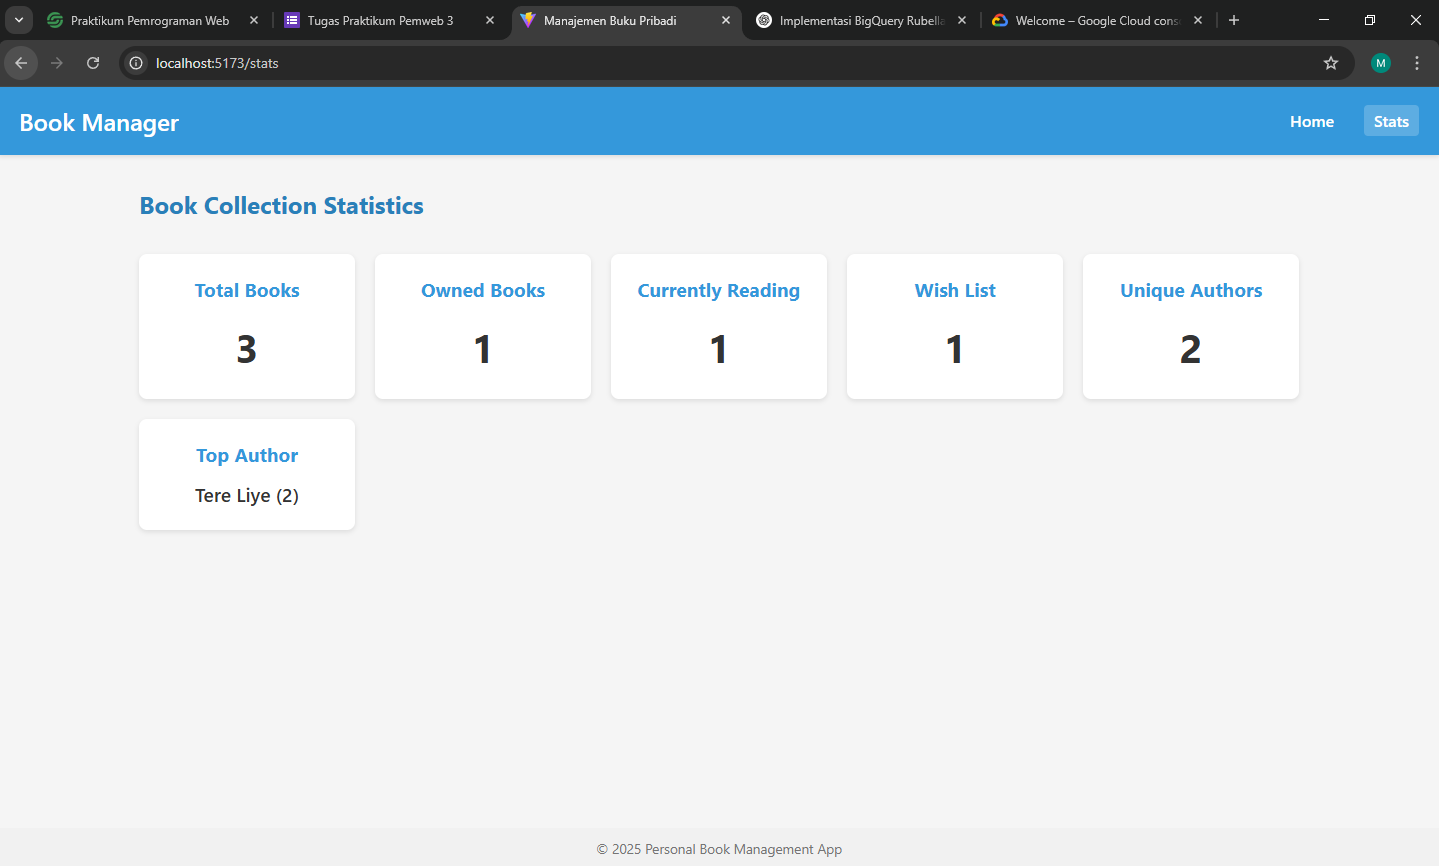 Praktikum Pemrograman Web
Tugas Praktikum Pemweb 3
Manajemen Buku Pribadi
Implementasi BigQuery Rubella
Welcome – Google Cloud cons
localhost:5173/stats
M
Book Manager
Home
Stats
Book Collection Statistics
Total Books
3
Owned Books
1
Currently Reading
1
Wish List
1
Unique Authors
2
Top Author
Tere Liye (2)
© 2025 Personal Book Management App